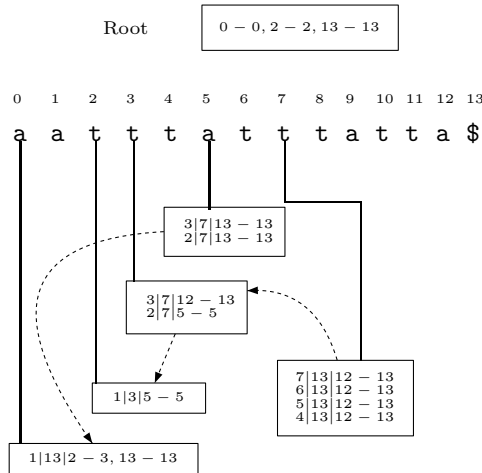 Root
0 − 0, 2 − 2, 13 − 13
0 1 2 3 4 5 6 7 8 9 10 11 12 13
a a t t t a t t t a t t a $
3|7|13 − 13
2|7|13 − 13
3|7|12 − 13
2|7|5 − 5
7|13|12 − 13
6|13|12 − 13
5|13|12 − 13
4|13|12 − 13
1|3|5 − 5
1|13|2 − 3, 13 − 13